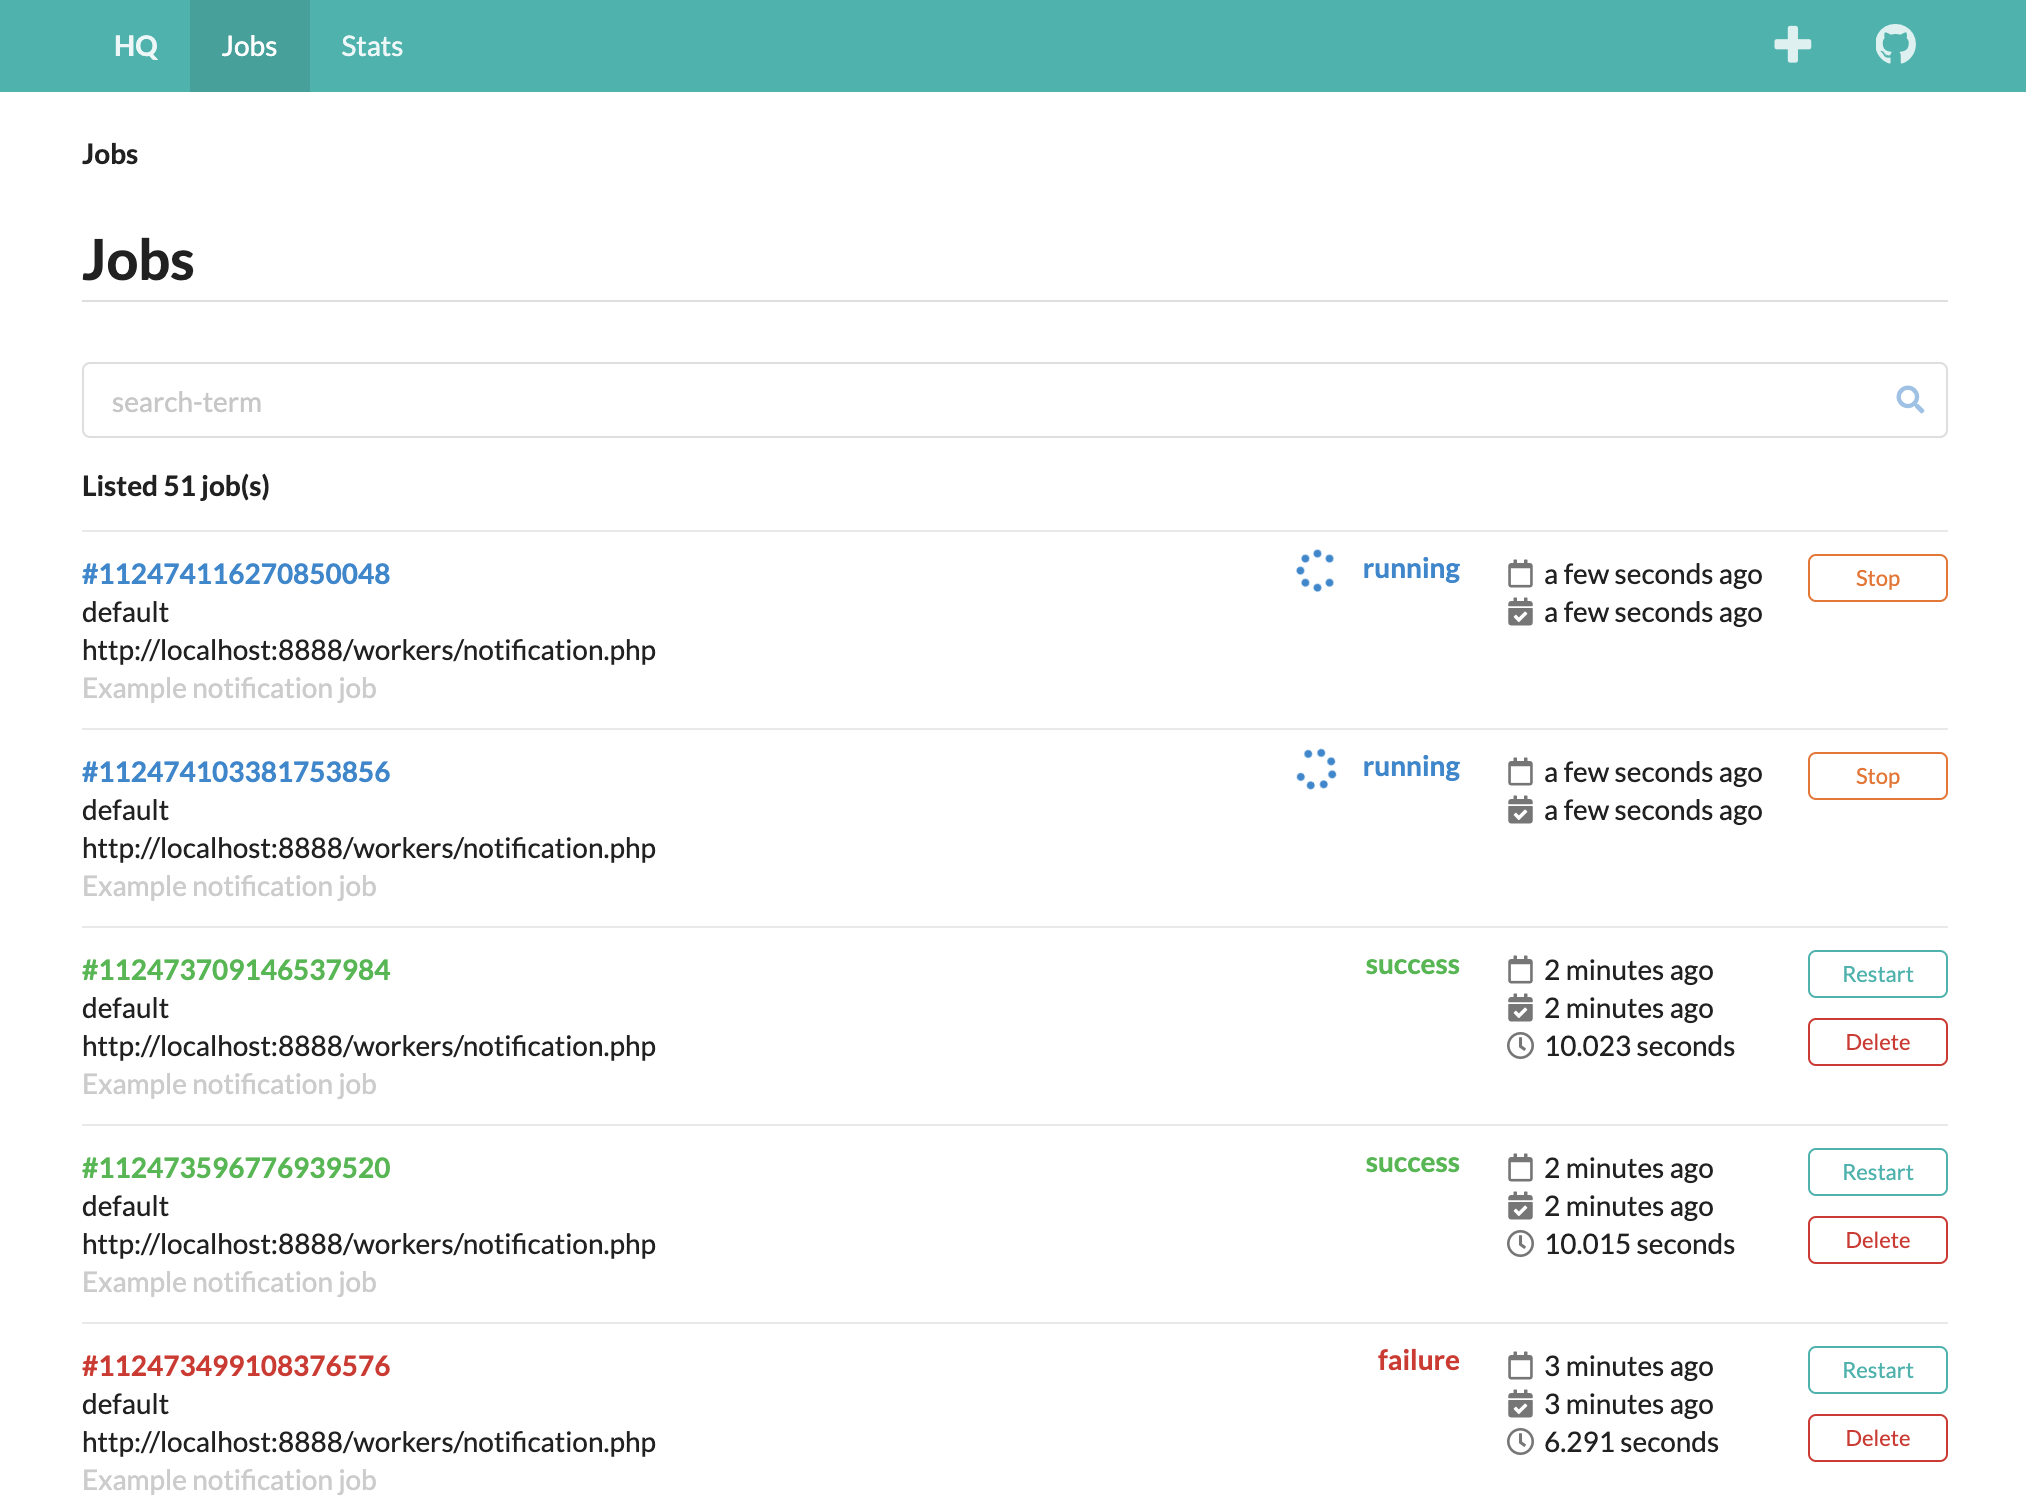 HQ Jobs Stats
Jobs
Jobs
search-term
Listed 51 job(s)
#112474116270850048
default
http://localhost:8888/workers/notification.php
Example notification job
running
a few seconds ago
a few seconds ago
Stop
#112474103381753856
default
http://localhost:8888/workers/notification.php
Example notification job
running
a few seconds ago
a few seconds ago
Stop
#112473709146537984
default
http://localhost:8888/workers/notification.php
Example notification job
success
2 minutes ago
2 minutes ago
10.023 seconds
Restart
Delete
#112473596776939520
default
http://localhost:8888/workers/notification.php
Example notification job
success
2 minutes ago
2 minutes ago
10.015 seconds
Restart
Delete
#112473499108376576
default
http://localhost:8888/workers/notification.php
Example notification job
failure
3 minutes ago
3 minutes ago
6.291 seconds
Restart
Delete